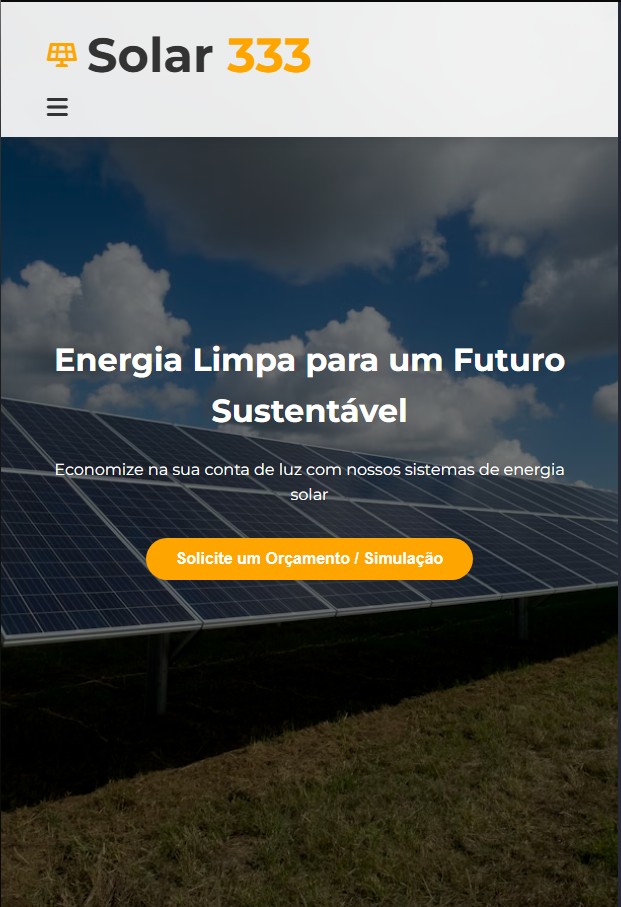 Solar 333
Energia Limpa para um Futuro
Sustentável
Economize na sua conta de luz com nossos sistemas de energia
solar
Solicite um Orçamento / Simulação